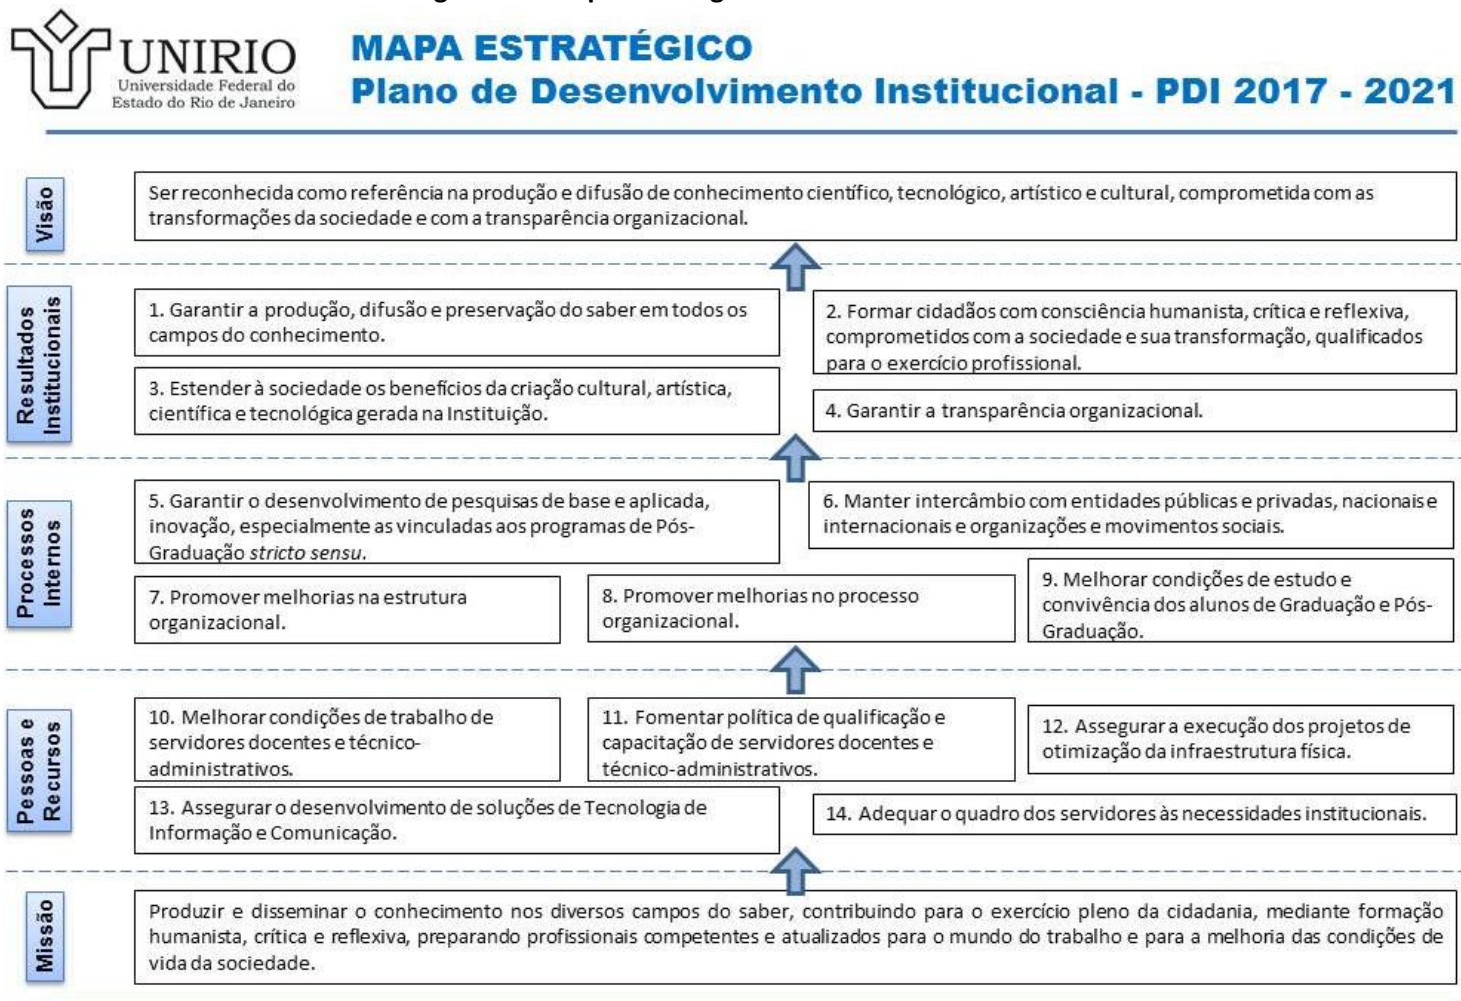 UNIRIO
Universidade Federal do
Estado do Rio de Janeiro
MAPA ESTRATÉGICO
Plano de Desenvolvimento Institucional - PDI 2017 - 2021
Visão
Ser reconhecida como referência na produção e difusão de conhecimento científico, tecnológico, artístico e cultural, comprometida com as
transformações da sociedade e com a transparência organizacional.
Resultados
Institucionais
1. Garantir a produção, difusão e preservação do saber em todos os
campos do conhecimento.
2. Formar cidadãos com consciência humanista, crítica e reflexiva,
comprometidos com a sociedade e sua transformação, qualificados
para o exercício profissional.
3. Estender à sociedade os benefícios da criação cultural, artística,
científica e tecnológica gerada na Instituição.
4. Garantir a transparência organizacional.
Processos
Internos
5. Garantir o desenvolvimento de pesquisas de base e aplicada,
inovação, especialmente as vinculadas aos programas de Pós-
Graduação stricto sensu.
6. Manter intercâmbio com entidades públicas e privadas, nacionais e
internacionais e organizações e movimentos sociais.
7. Promover melhorias na estrutura
organizacional.
8. Promover melhorias no processo
organizacional.
9. Melhorar condições de estudo e
convivência dos alunos de Graduação e Pós-
Graduação.
Pessoas e
Recursos
10. Melhorar condições de trabalho de
servidores docentes e técnico-
administrativos.
11. Fomentar política de qualificação e
capacitação de servidores docentes e
técnico-administrativos.
12. Assegurar a execução dos projetos de
otimização da infraestrutura física.
13. Assegurar o desenvolvimento de soluções de Tecnologia de
Informação e Comunicação.
14. Adequar o quadro dos servidores às necessidades institucionais.
Missão
Produzir e disseminar o conhecimento nos diversos campos do saber, contribuindo para o exercício pleno da cidadania, mediante formação
humanista, crítica e reflexiva, preparando profissionais competentes e atualizados para o mundo do trabalho e para a melhoria das condições de
vida da sociedade.